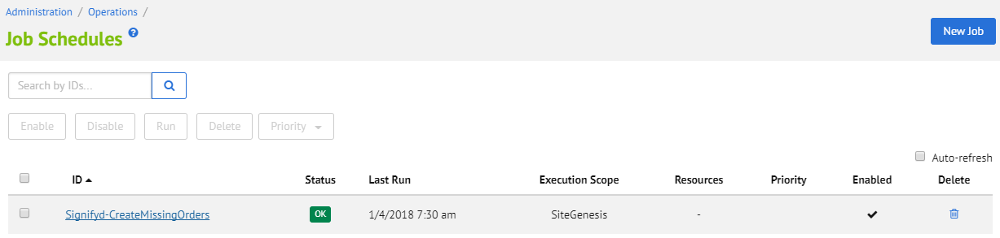 Administration / Operations /
Job Schedules ?
New Job
Search by IDs...
Enable Disable Run Delete Priority
Auto-refresh
ID Status Last Run Execution Scope Resources Priority Enabled Delete
Signifyd-CreateMissingOrders OK 1/4/2018 7:30 am SiteGenesis -